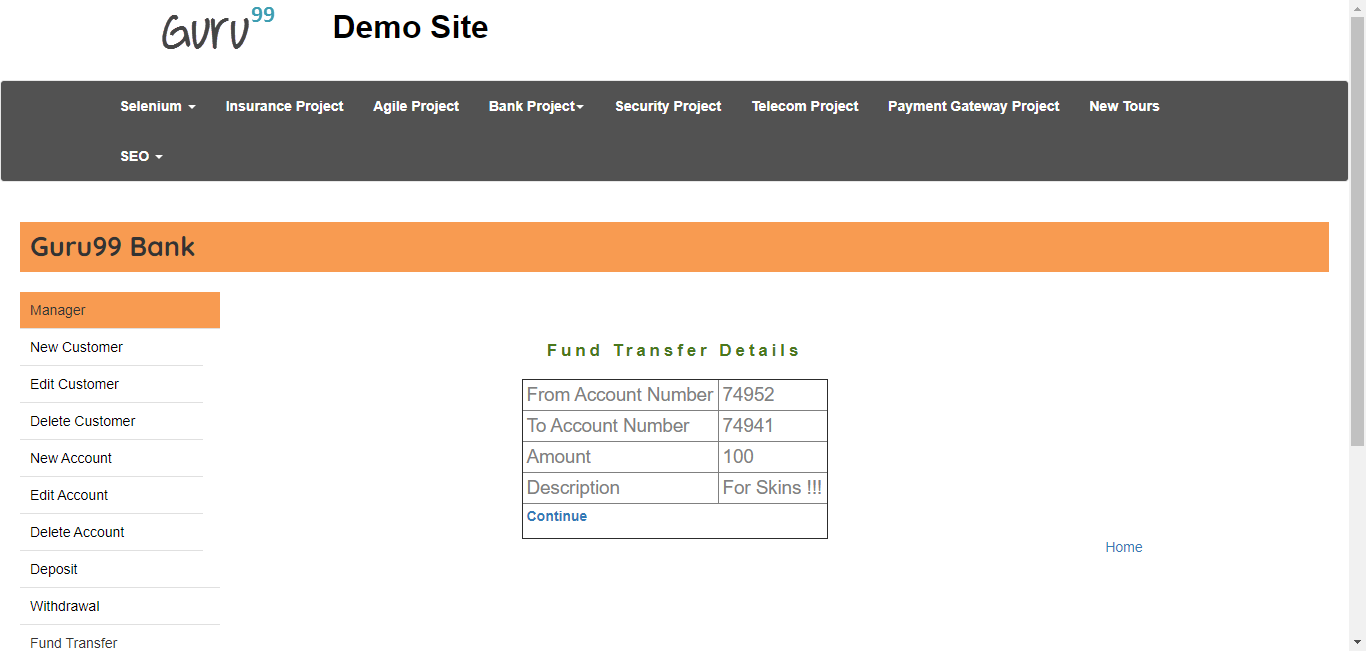 Guru99
Demo Site
Selenium Insurance Project Agile Project Bank Project Security Project Telecom Project Payment Gateway Project New Tours
SEO
Guru99 Bank
Manager
New Customer
Edit Customer
Delete Customer
New Account
Edit Account
Delete Account
Deposit
Withdrawal
Fund Transfer
Fund Transfer Details
From Account Number 74952
To Account Number 74941
Amount 100
Description For Skins !!!
Continue
Home